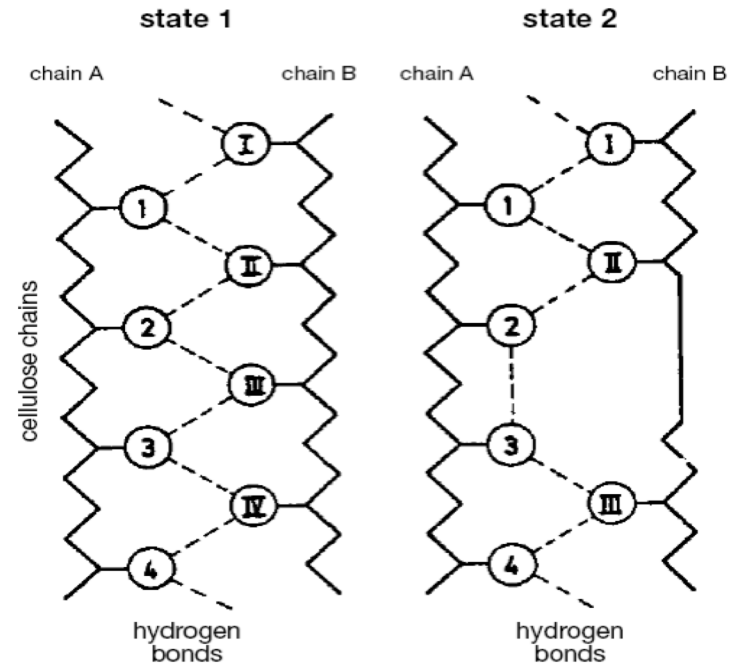 state 1
state 2
chain A
chain B
chain A
chain B
I
I
1
1
II
II
2
2
cellulose chains
III
3
3
IV
III
4
4
hydrogen
bonds
hydrogen
bonds